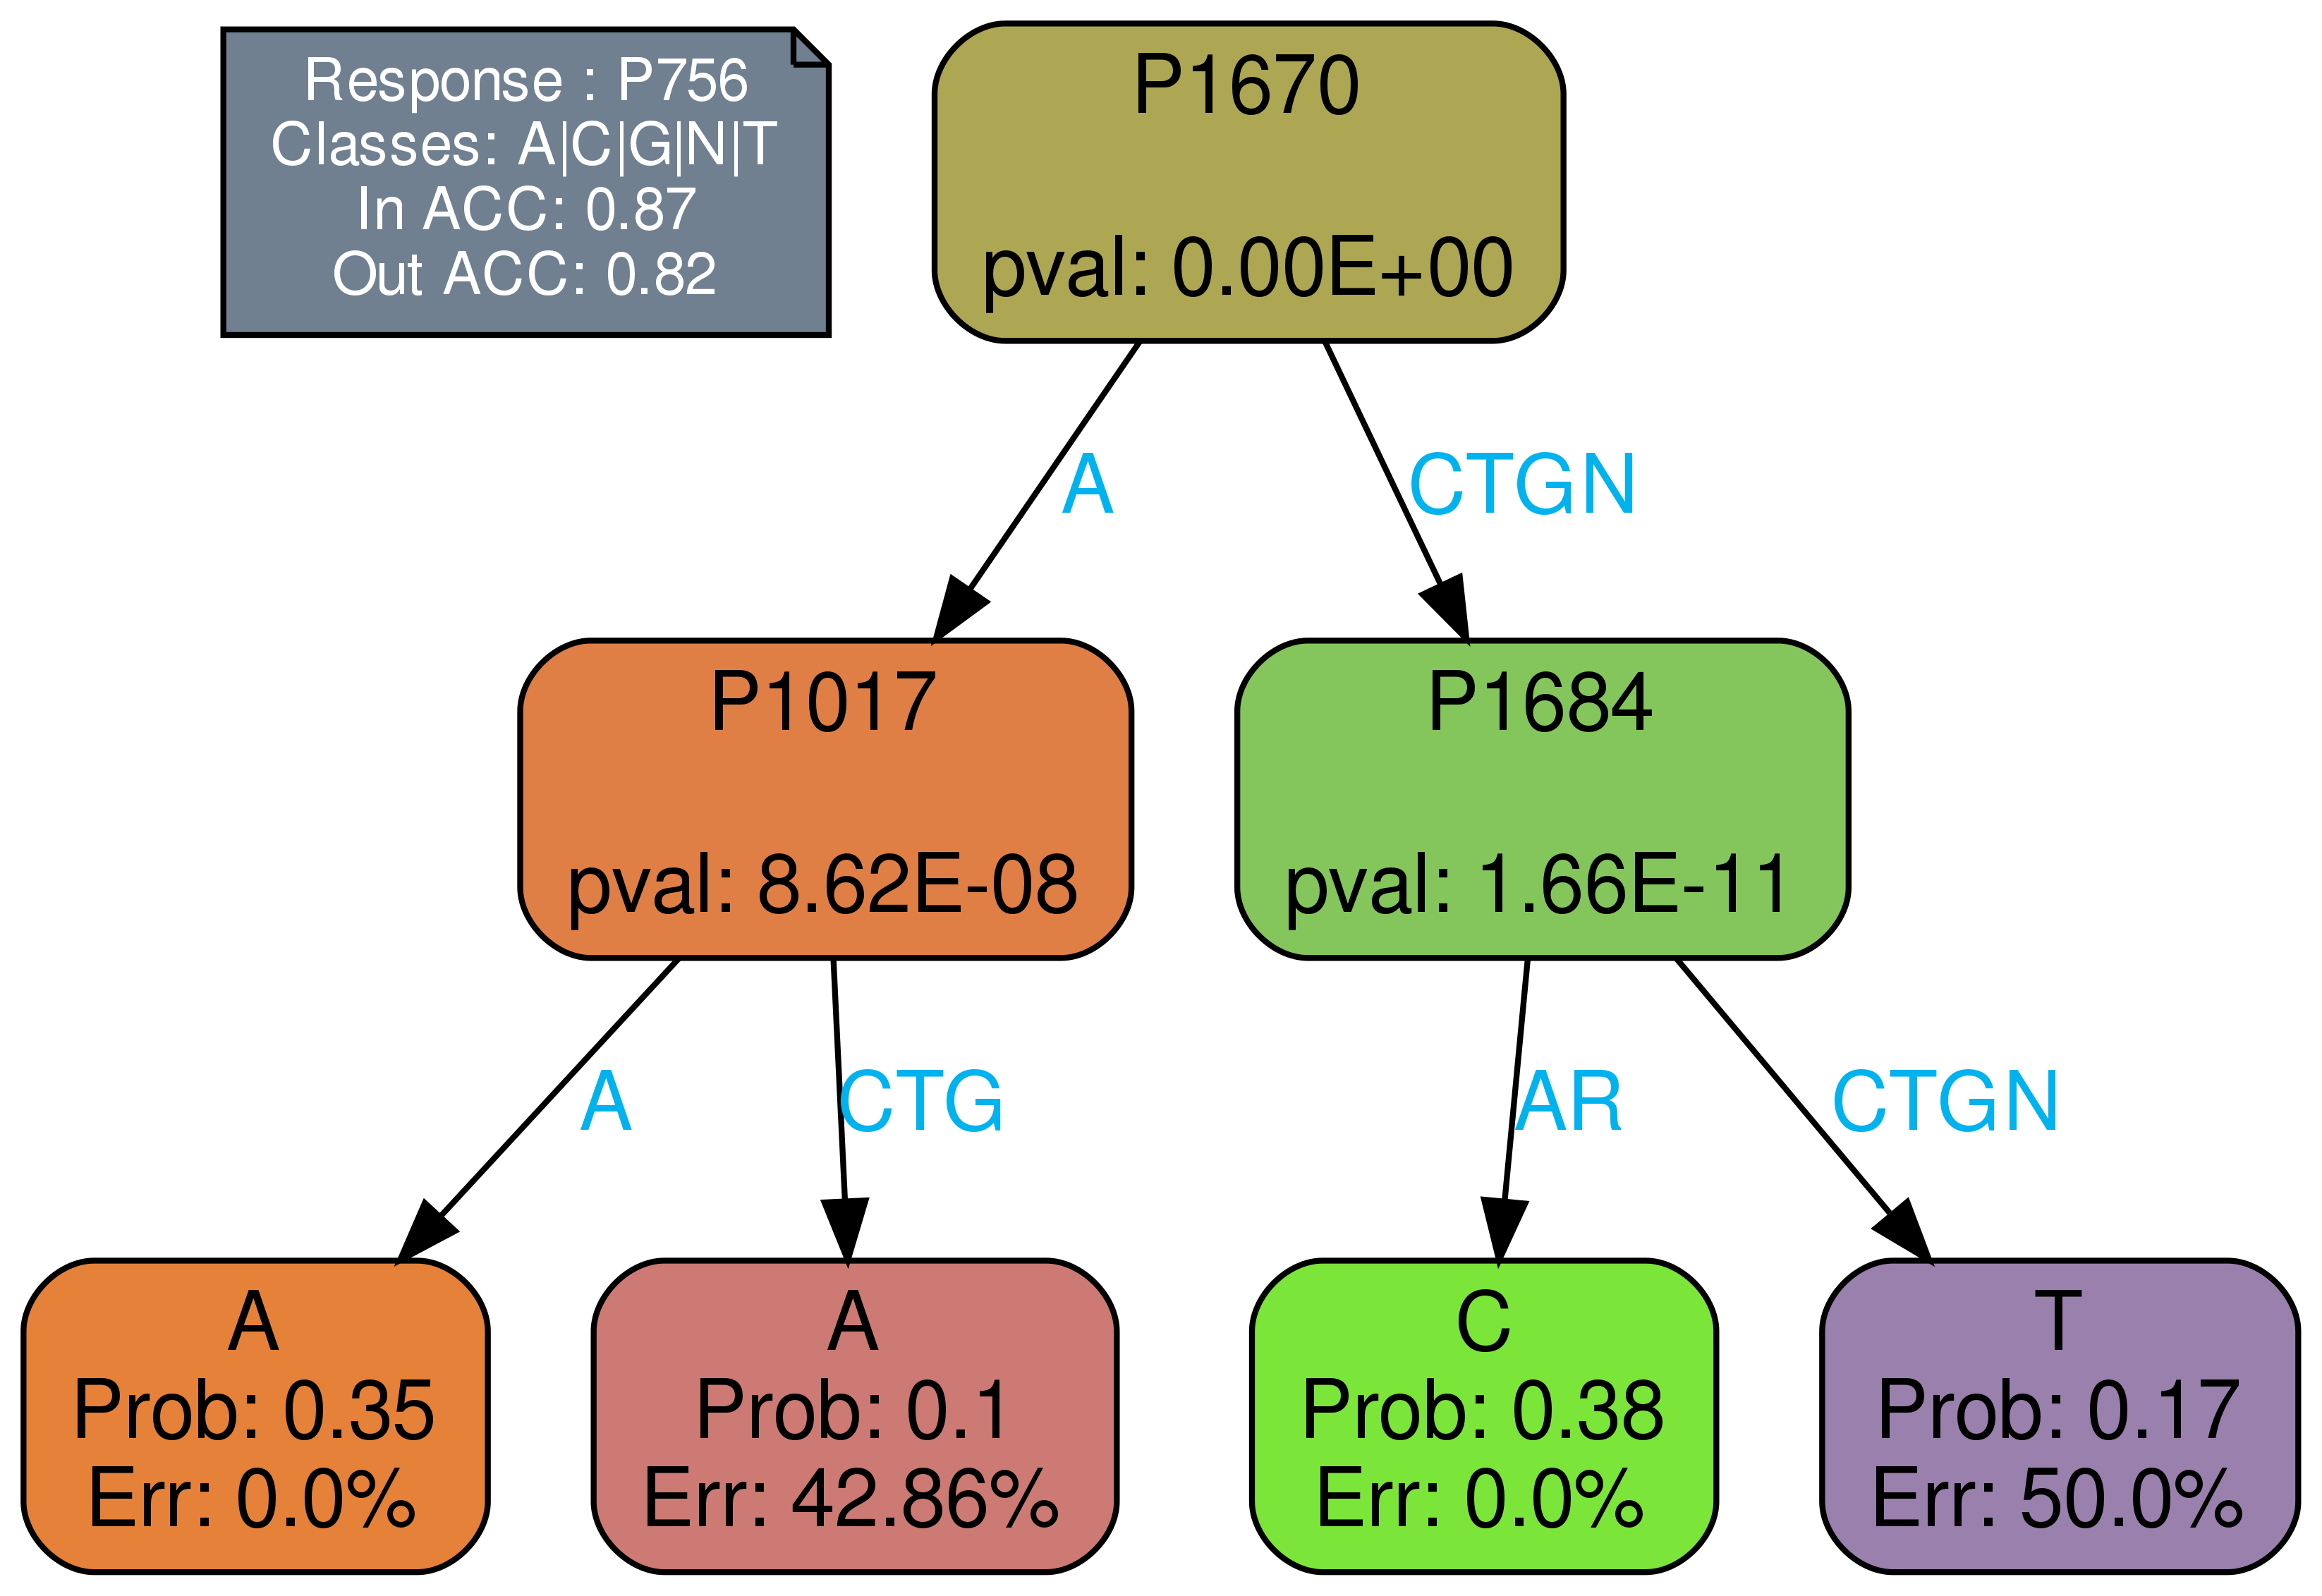 Response : P756
Classes: A|C|G|N|T
In ACC: 0.87
Out ACC: 0.82
P1670
pval: 0.00E+00
A
CTGN
P1017
pval: 8.62E-08
P1684
pval: 1.66E-11
A
CTG
AR
CTGN
A
Prob: 0.35
Err: 0.0%
A
Prob: 0.1
Err: 42.86%
C
Prob: 0.38
Err: 0.0%
T
Prob: 0.17
Err: 50.0%